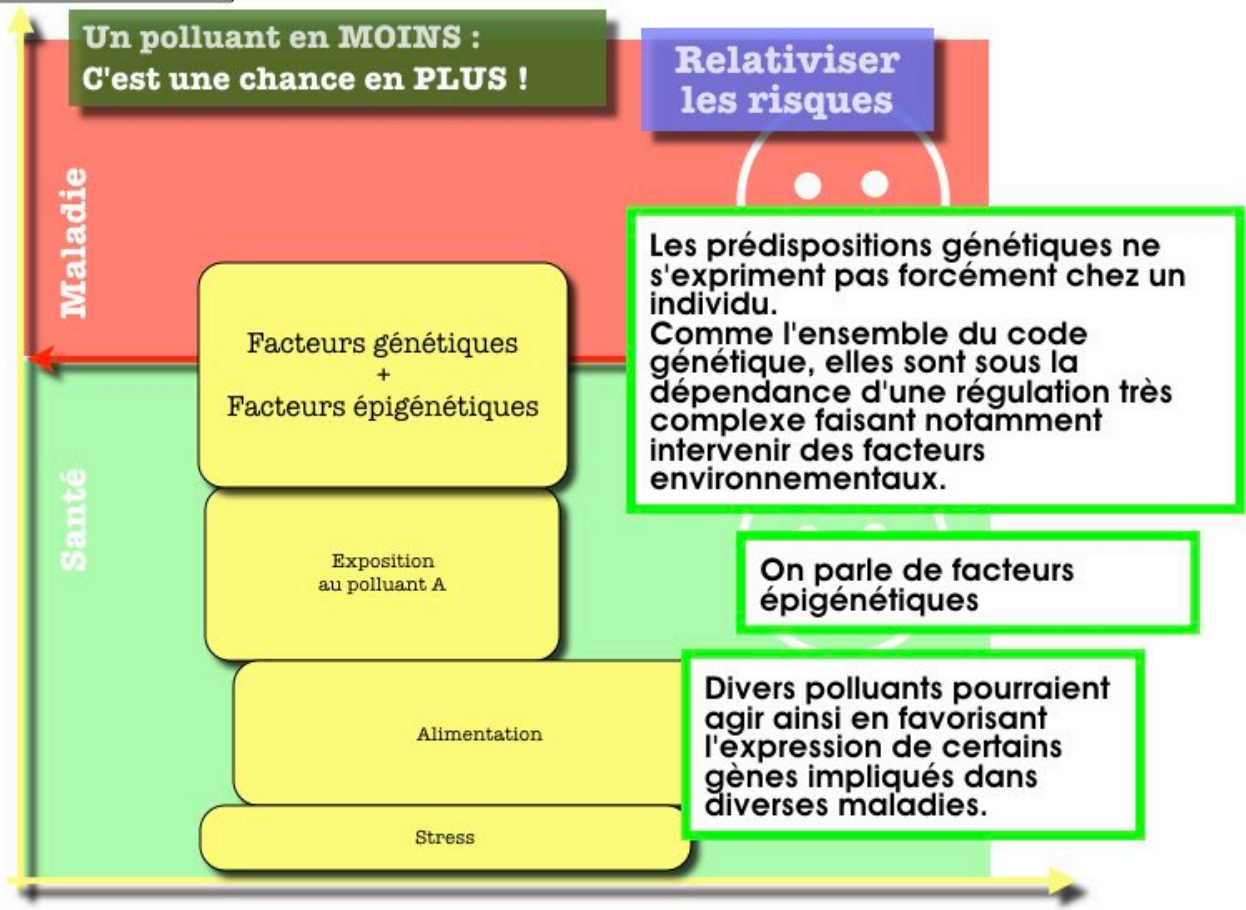 Un polluant en MOINS :
C'est une chance en PLUS !
Relativiser
les risques
Maladie
Santé
Facteurs génétiques
+
Facteurs épigénétiques
Exposition
au polluant A
Alimentation
Stress
Les prédispositions génétiques ne
s'expriment pas forcément chez un
individu.
Comme l'ensemble du code
génétique, elles sont sous la
dépendance d'une régulation très
complexe faisant notamment
intervenir des facteurs
environnementaux.
On parle de facteurs
épigénétiques
Divers polluants pourraient
agir ainsi en favorisant
l'expression de certains
gènes impliqués dans
diverses maladies.